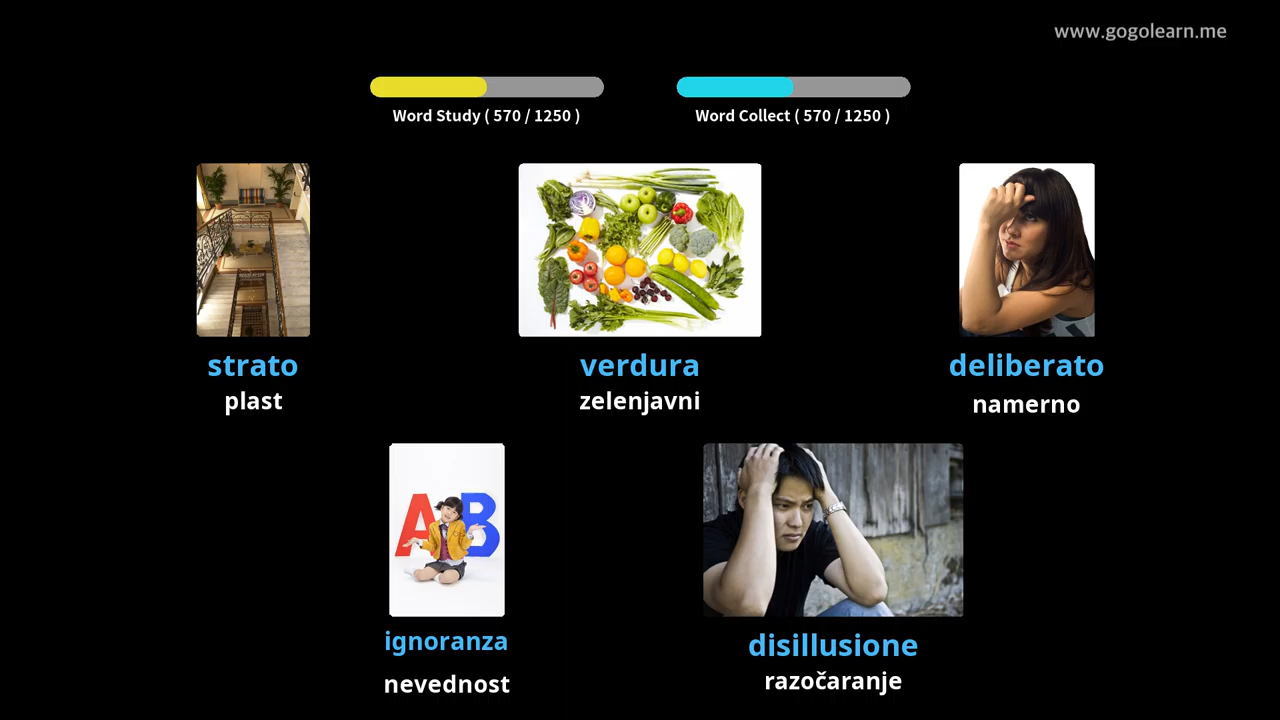 www.gogolearn.me
Word Study ( 570 / 1250 )
Word Collect ( 570 / 1250 )
strato
plast
verdura
zelenjavni
deliberato
namerno
A B
ignoranza
nevednost
disillusione
razočaranje